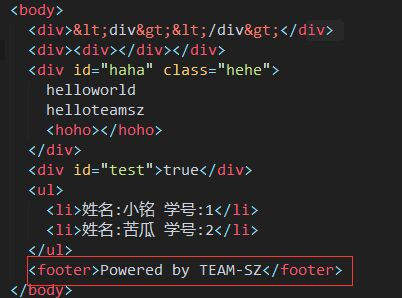 <body>
<div>&lt;div&gt;&lt;/div&gt;</div>
<div><div></div></div>
<div id="haha" class="hehe">
helloworld
helloteamsz
<hoho></hoho>
</div>
<div id="test">true</div>
<ul>
<li>姓名:小铭 学号:1</li>
<li>姓名:苦瓜 学号:2</li>
</ul>
<footer>Powered by TEAM-SZ</footer>
</body>